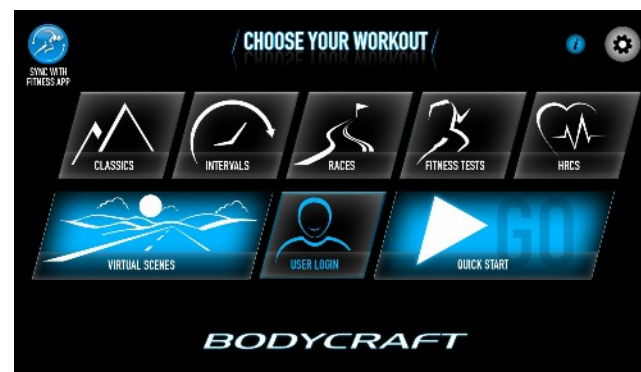 CHOOSE YOUR WORKOUT
i
SYNC WITH
FITNESS APP
CLASSICS
INTERVALS
RACES
FITNESS TESTS
HRCS
VIRTUAL SCENES
USER LOGIN
GO
QUICK START
BODYCRAFT